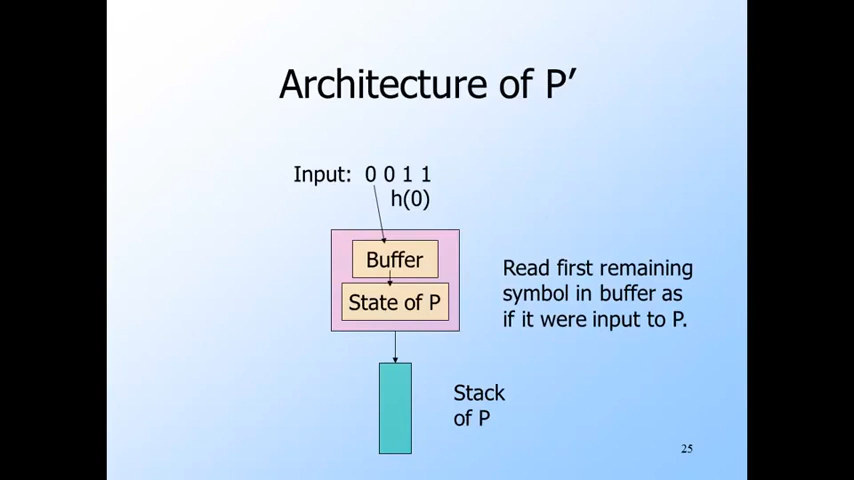 Architecture of P′
Input: 0 0 1 1
h(0)
Buffer
State of P
Read first remaining
symbol in buffer as
if it were input to P.
Stack
of P
25